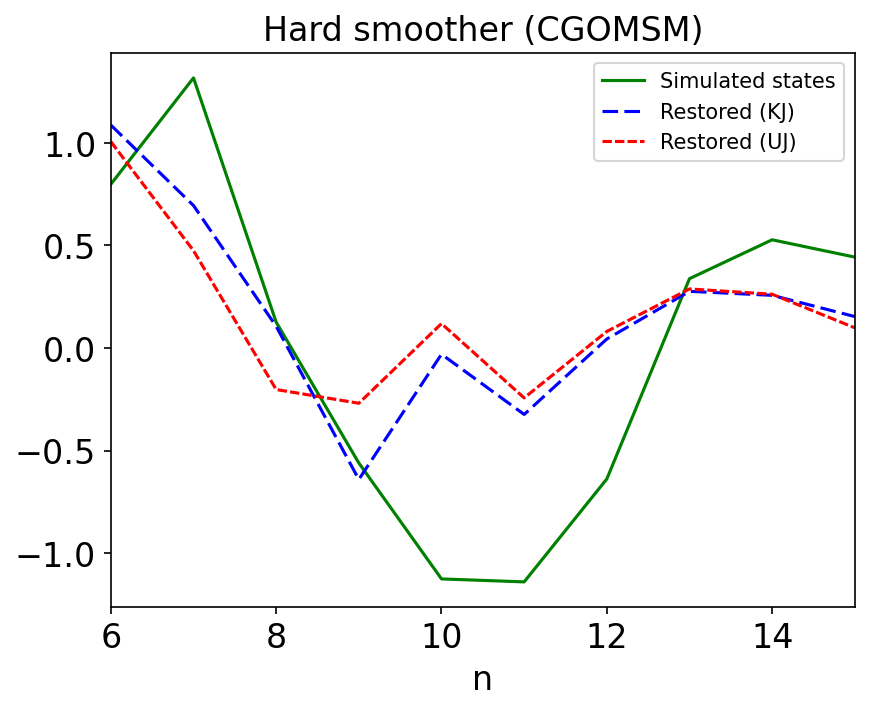 Hard smoother (CGOMSM)
Simulated states
Restored (KJ)
Restored (UJ)
1.0
0.5
0.0
−0.5
−1.0
6 8 10 12 14
n